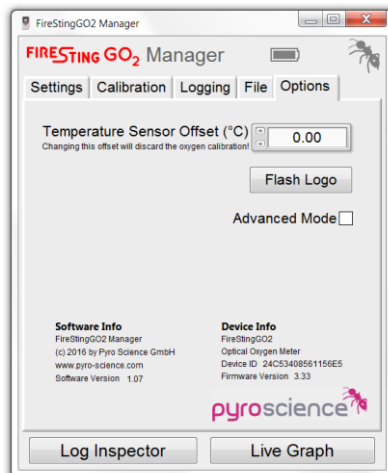 FireStingGO2 Manager
FIRESTING GO2 Manager
Settings Calibration Logging File Options
Temperature Sensor Offset (°C) 0.00
Changing this offset will discard the oxygen calibration!
Flash Logo
Advanced Mode
Software Info
FireStingGO2 Manager
(c) 2016 by Pyro Science GmbH
www.pyro-science.com
Software Version 1.07
Device Info
FireStingGO2
Optical Oxygen Meter
Device ID 24C53408561156E5
Firmware Version 3.33
pyroscience
Log Inspector Live Graph